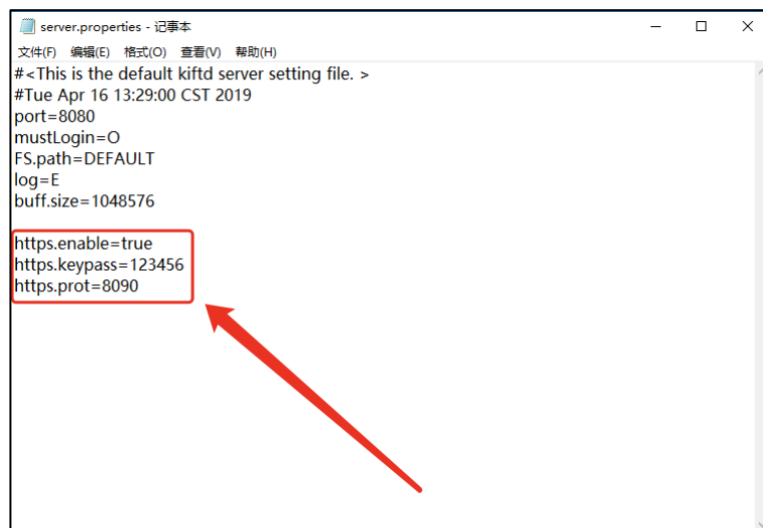 server.properties - 记事本
文件(F) 编辑(E) 格式(O) 查看(V) 帮助(H)
#<This is the default kiftd server setting file. >
#Tue Apr 16 13:29:00 CST 2019
port=8080
mustLogin=O
FS.path=DEFAULT
log=E
buff.size=1048576
https.enable=true
https.keypass=123456
https.prot=8090